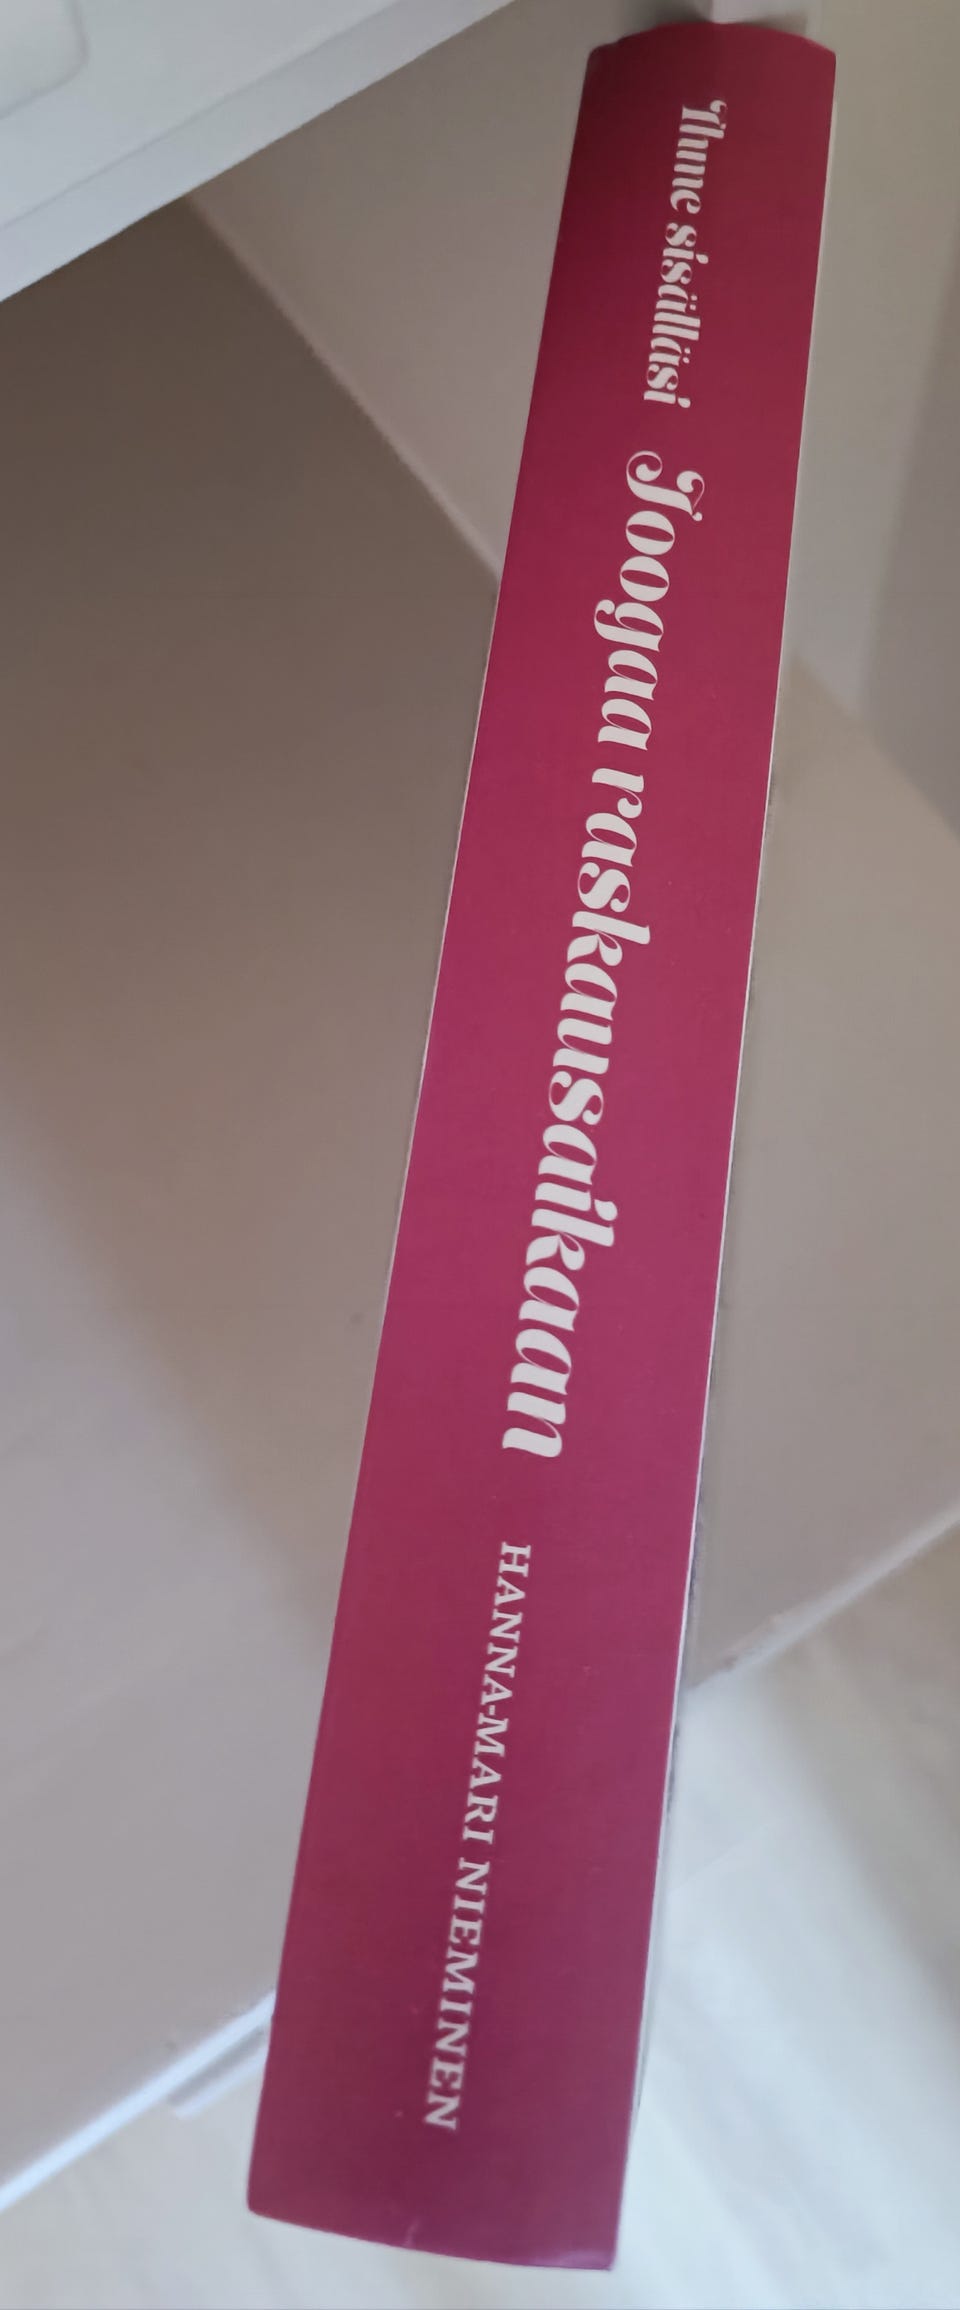 Ihme sisälläsi
Joogaa raskausaikaan
HANNA-MARI NIEMINEN